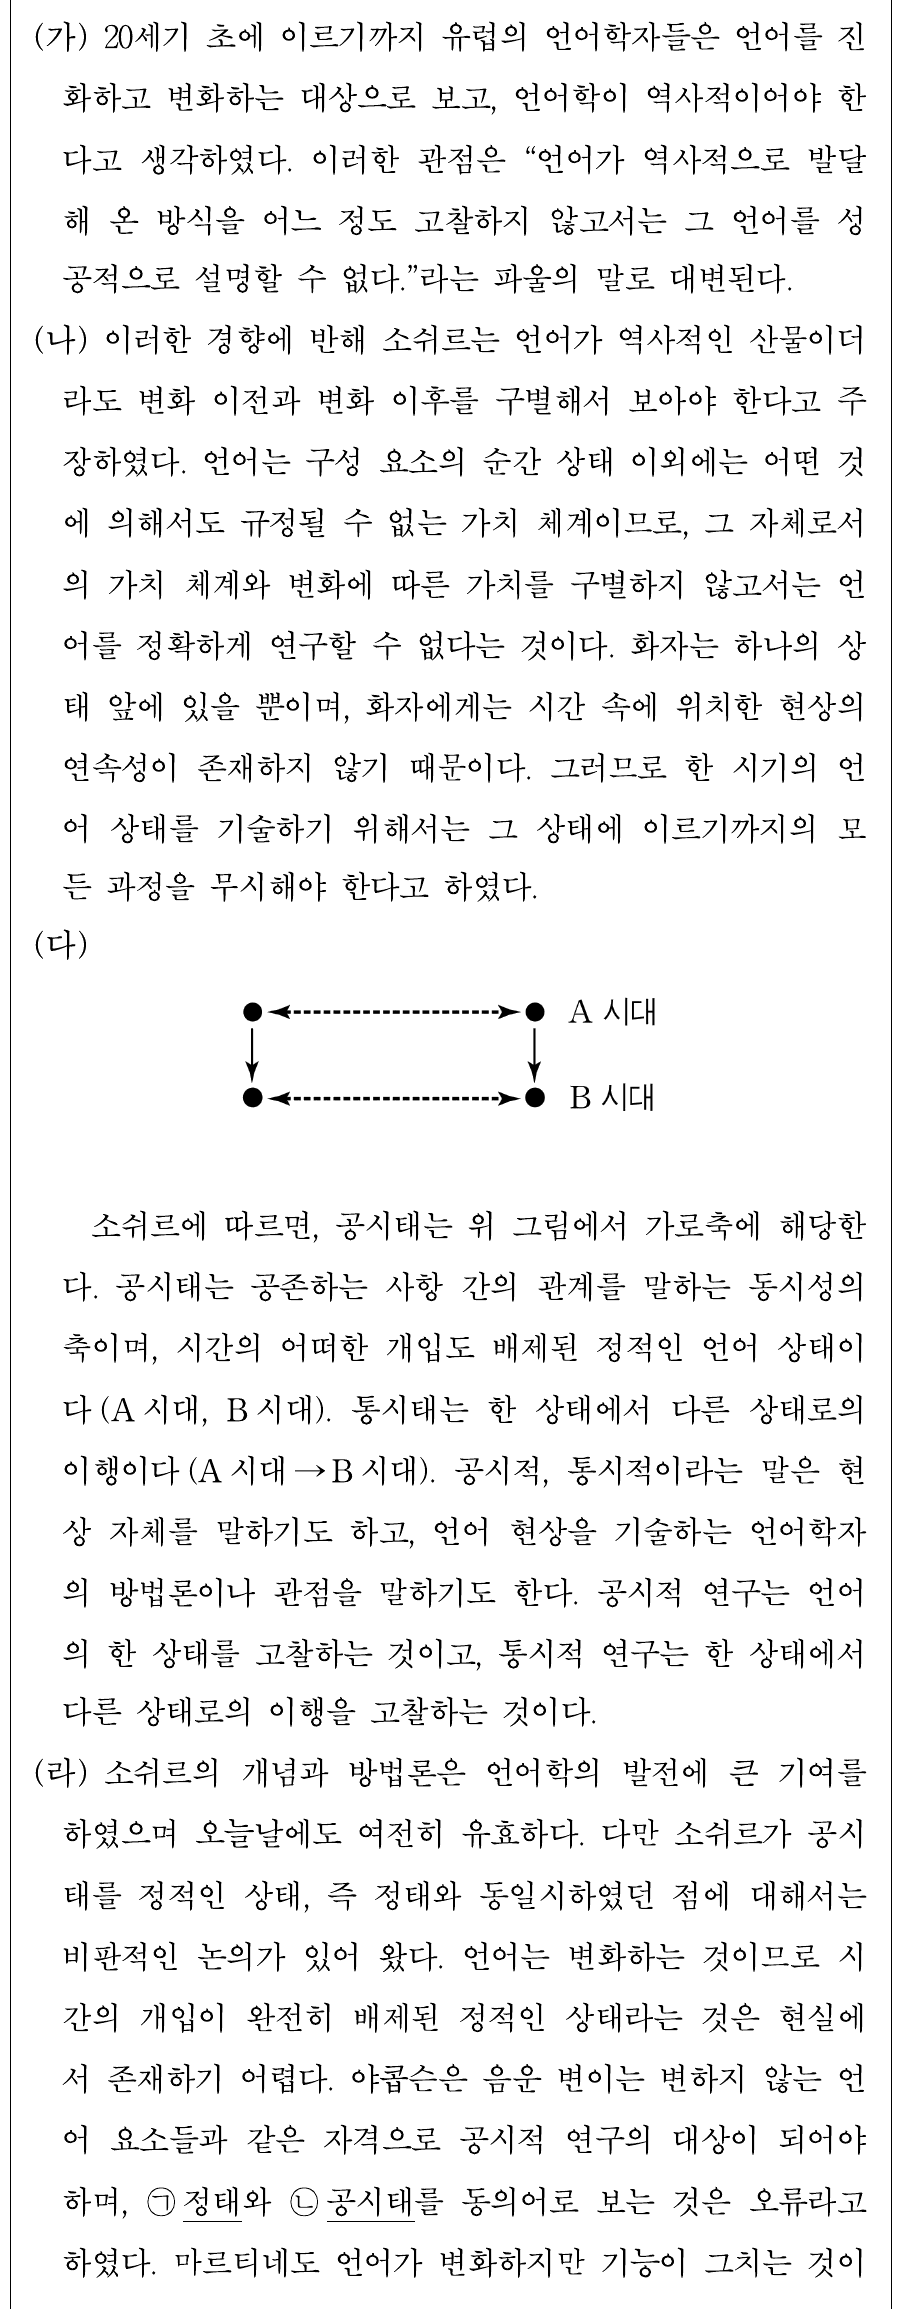 (가) 20세기 초에 이르기까지 유럽의 언어학자들은 언어를 진
화하고 변화하는 대상으로 보고, 언어학이 역사적이어야 한
다고 생각하였다. 이러한 관점은 “언어가 역사적으로 발달
해 온 방식을 어느 정도 고찰하지 않고서는 그 언어를 성
공적으로 설명할 수 없다.”라는 파울의 말로 대변된다.
(나) 이러한 경향에 반해 소쉬르는 언어가 역사적인 산물이더
라도 변화 이전과 변화 이후를 구별해서 보아야 한다고 주
장하였다. 언어는 구성 요소의 순간 상태 이외에는 어떤 것
에 의해서도 규정될 수 없는 가치 체계이므로, 그 자체로서
의 가치 체계와 변화에 따른 가치를 구별하지 않고서는 언
어를 정확하게 연구할 수 없다는 것이다. 화자는 하나의 상
태 앞에 있을 뿐이며, 화자에게는 시간 속에 위치한 현상의
연속성이 존재하지 않기 때문이다. 그러므로 한 시기의 언
어 상태를 기술하기 위해서는 그 상태에 이르기까지의 모
든 과정을 무시해야 한다고 하였다.
(다)
A 시대
B 시대
소쉬르에 따르면, 공시태는 위 그림에서 가로축에 해당한
다. 공시태는 공존하는 사항 간의 관계를 말하는 동시성의
축이며, 시간의 어떠한 개입도 배제된 정적인 언어 상태이
다(A 시대, B 시대). 통시태는 한 상태에서 다른 상태로의
이행이다(A 시대→B 시대). 공시적, 통시적이라는 말은 현
상 자체를 말하기도 하고, 언어 현상을 기술하는 언어학자
의 방법론이나 관점을 말하기도 한다. 공시적 연구는 언어
의 한 상태를 고찰하는 것이고, 통시적 연구는 한 상태에서
다른 상태로의 이행을 고찰하는 것이다.
(라) 소쉬르의 개념과 방법론은 언어학의 발전에 큰 기여를
하였으며 오늘날에도 여전히 유효하다. 다만 소쉬르가 공시
태를 정적인 상태, 즉 정태와 동일시하였던 점에 대해서는
비판적인 논의가 있어 왔다. 언어는 변화하는 것이므로 시
간의 개입이 완전히 배제된 정적인 상태라는 것은 현실에
서 존재하기 어렵다. 야콥슨은 음운 변이는 변하지 않는 언
어 요소들과 같은 자격으로 공시적 연구의 대상이 되어야
하며, ㉠정태와 ㉡공시태를 동의어로 보는 것은 오류라고
하였다. 마르티네도 언어가 변화하지만 기능이 그치는 것이